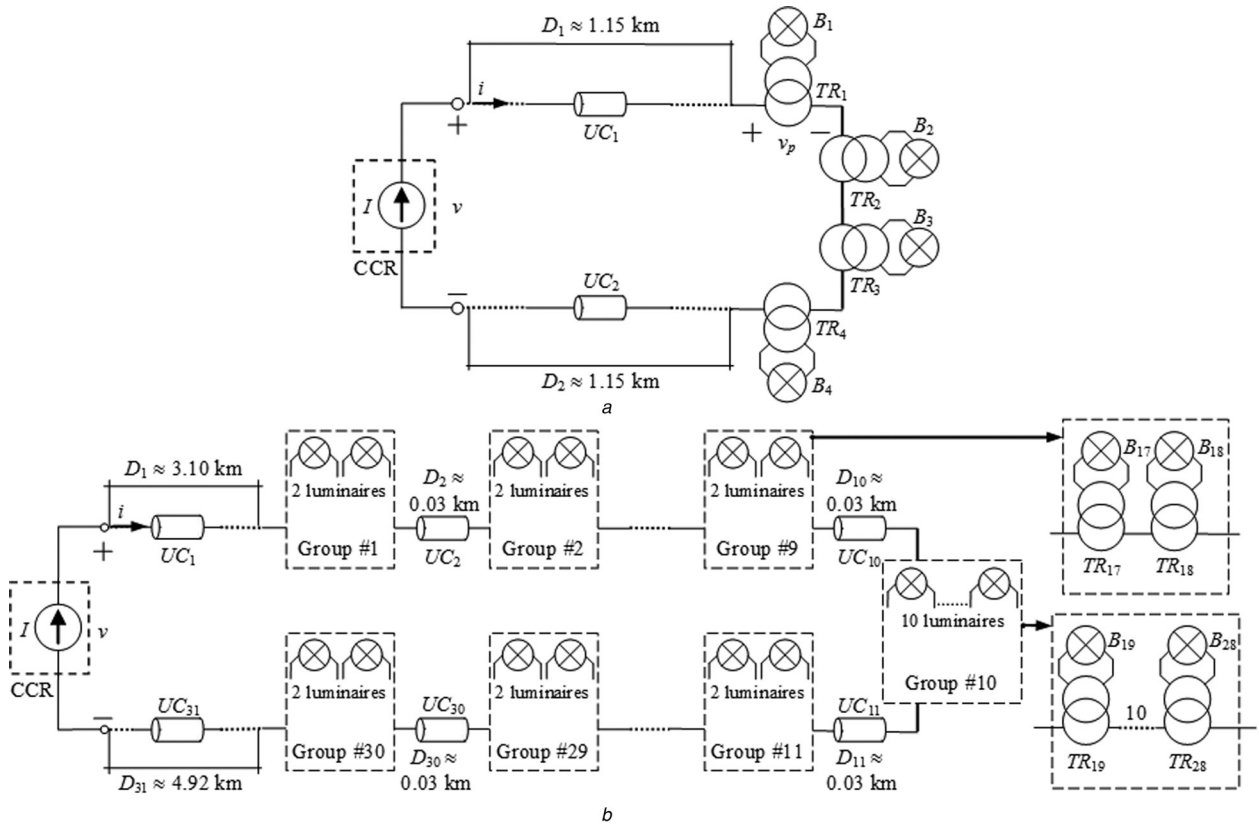 D₁ ≈ 1.15 km
B₁
i
+
UC₁
TR₁
+
vₚ
−
B₂
TR₂
I
v
CCR
B₃
TR₃
−
UC₂
TR₄
D₂ ≈ 1.15 km
B₄
a
D₁ ≈ 3.10 km
i
+
UC₁
2 luminaires
Group #1
D₂ ≈
0.03 km
UC₂
2 luminaires
Group #2
2 luminaires
Group #9
D₁₀ ≈
0.03 km
UC₁₀
B₁₇
B₁₈
TR₁₇
TR₁₈
I
v
CCR
10 luminaires
Group #10
B₁₉
B₂₈
10
TR₁₉
TR₂₈
−
UC₃₁
D₃₁ ≈ 4.92 km
2 luminaires
Group #30
UC₃₀
D₃₀ ≈
0.03 km
2 luminaires
Group #29
2 luminaires
Group #11
UC₁₁
D₁₁ ≈
0.03 km
b